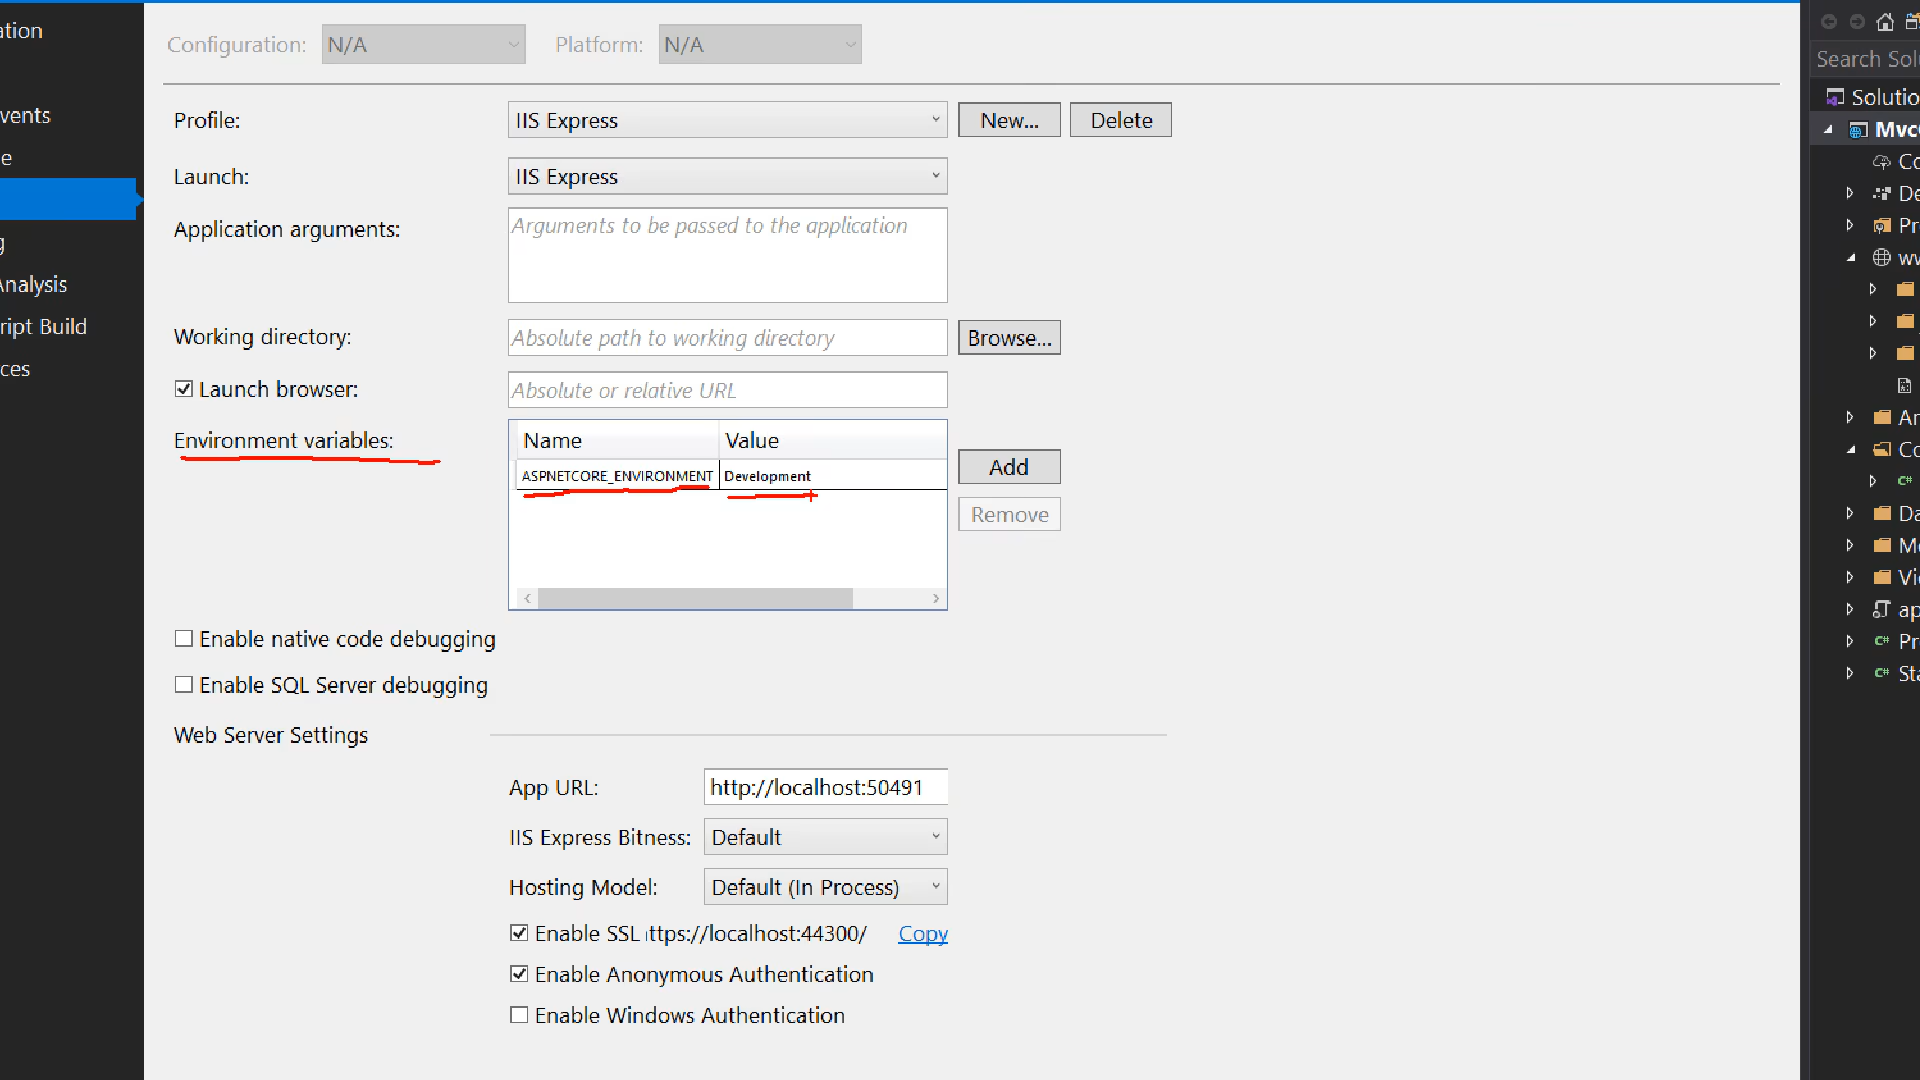 ation
vents
e
g
Analysis
ript Build
ces
Configuration: N/A Platform: N/A
Profile: IIS Express New... Delete
Launch: IIS Express
Application arguments: Arguments to be passed to the application
Working directory: Absolute path to working directory Browse...
Launch browser: Absolute or relative URL
Environment variables: Name Value
ASPNETCORE_ENVIRONMENT Development
Add
Remove
Enable native code debugging
Enable SQL Server debugging
Web Server Settings
App URL: http://localhost:50491
IIS Express Bitness: Default
Hosting Model: Default (In Process)
Enable SSL ttps://localhost:44300/ Copy
Enable Anonymous Authentication
Enable Windows Authentication
Search Solu
Solutio
Mvc
Co
De
Pr
wv
An
Co
C#
Da
Mo
Vie
ap
C# Pr
C# Sta